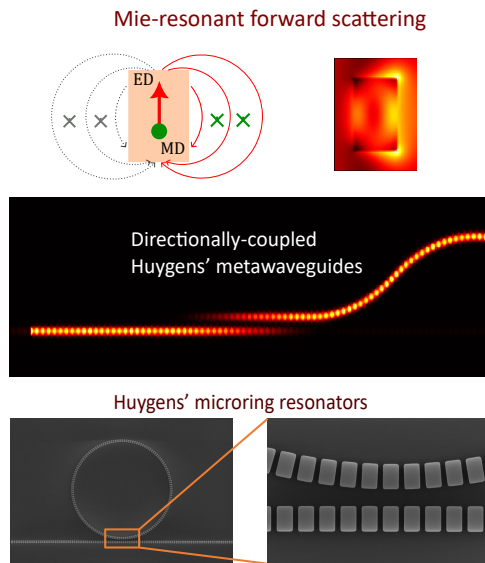 Mie-resonant forward scattering
ED
MD
Directionally-coupled
Huygens' metawaveguides
Huygens' microring resonators